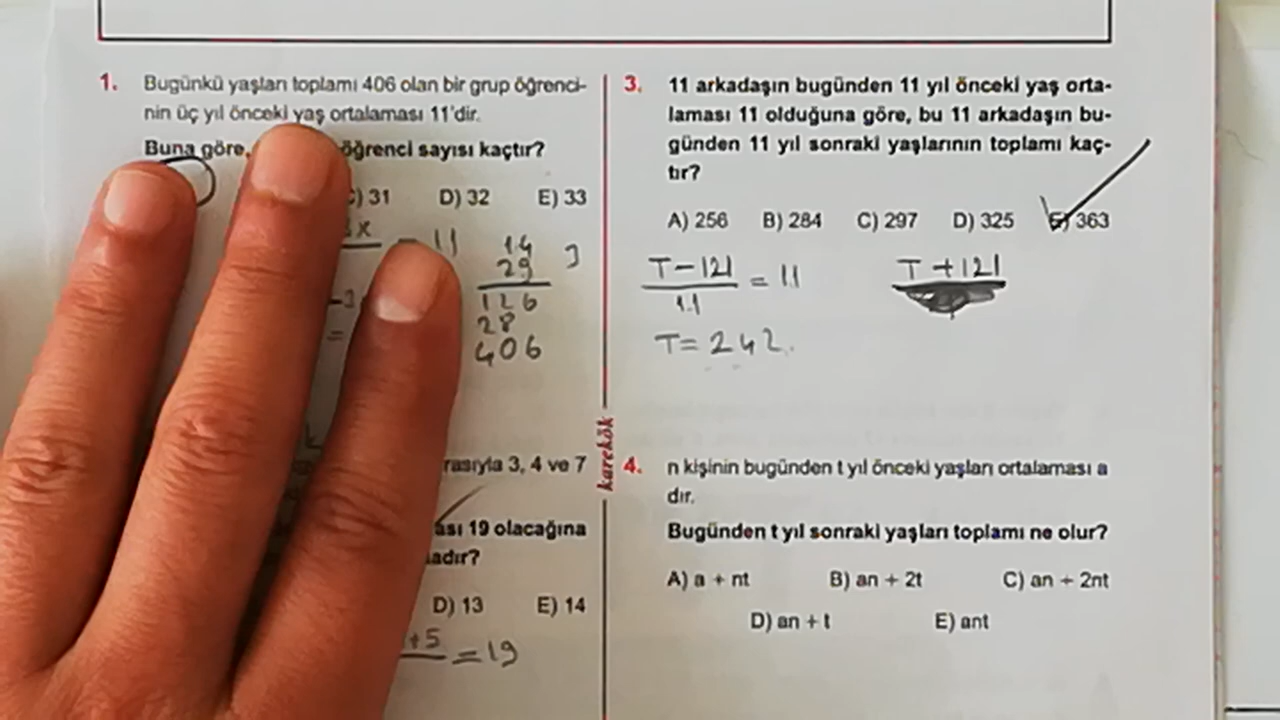 1. Bugünkü yaşları toplamı 406 olan bir grup öğrenci-
nin üç yıl önceki yaş ortalaması 11'dir.
Buna göre, öğrenci sayısı kaçtır?
C) 31 D) 32 E) 33
x = 11
14
29
3
126
28
406
rasıyla 3, 4 ve 7
ası 19 olacağına
adır?
D) 13 E) 14
+5 = 19
karekök
3. 11 arkadaşın bugünden 11 yıl önceki yaş orta-
laması 11 olduğuna göre, bu 11 arkadaşın bu-
günden 11 yıl sonraki yaşlarının toplamı kaç-
tır?
A) 256 B) 284 C) 297 D) 325 E) 363
T - 121
11
= 11
T + 121
T = 242.
4. n kişinin bugünden t yıl önceki yaşları ortalaması a
dır.
Bugünden t yıl sonraki yaşları toplamı ne olur?
A) a + nt B) an + 2t C) an + 2nt
D) an + t E) ant